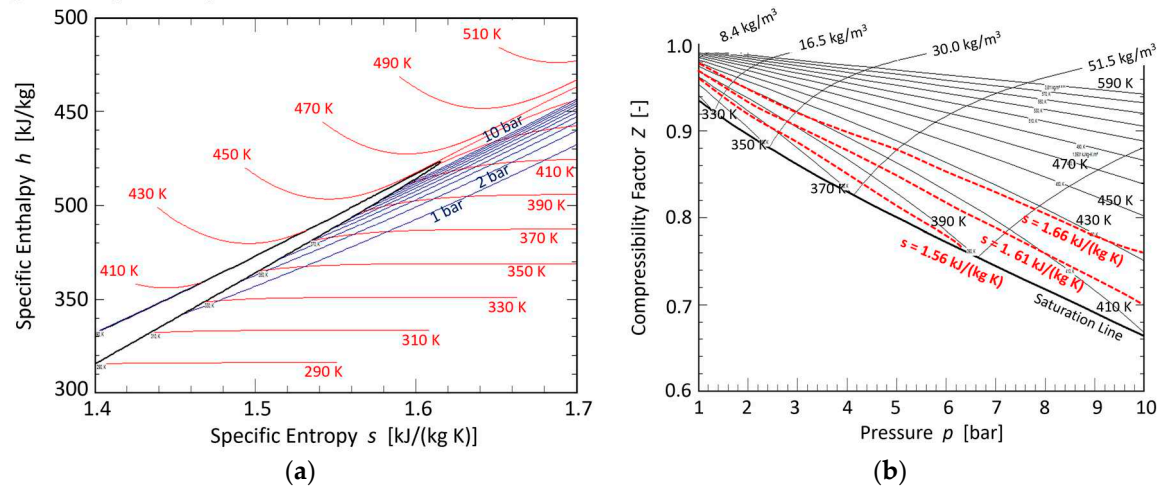 500
450
500
350
300
Specific Enthalpy h [kJ/kg]
510 K
490 K
470 K
450 K
430 K
410 K
10 bar
2 bar
1 bar
410 K
390 K
370 K
350 K
330 K
310 K
290 K
1.4
1.5
1.6
1.7
Specific Entropy s [kJ/(kg K)]
(a)
8.4 kg/m³
16.5 kg/m³
30.0 kg/m³
51.5 kg/m³
1.0
0.9
0.8
0.7
0.6
Compressibility Factor Z [-]
590 K
330 K
350 K
470 K
370 K
450 K
390 K
430 K
s = 1.66 kJ/(kg K)
s = 1. 61 kJ/(kg K)
s = 1.56 kJ/(kg K)
410 K
Saturation Line
1 2 3 4 5 6 7 8 9 10
Pressure p [bar]
(b)